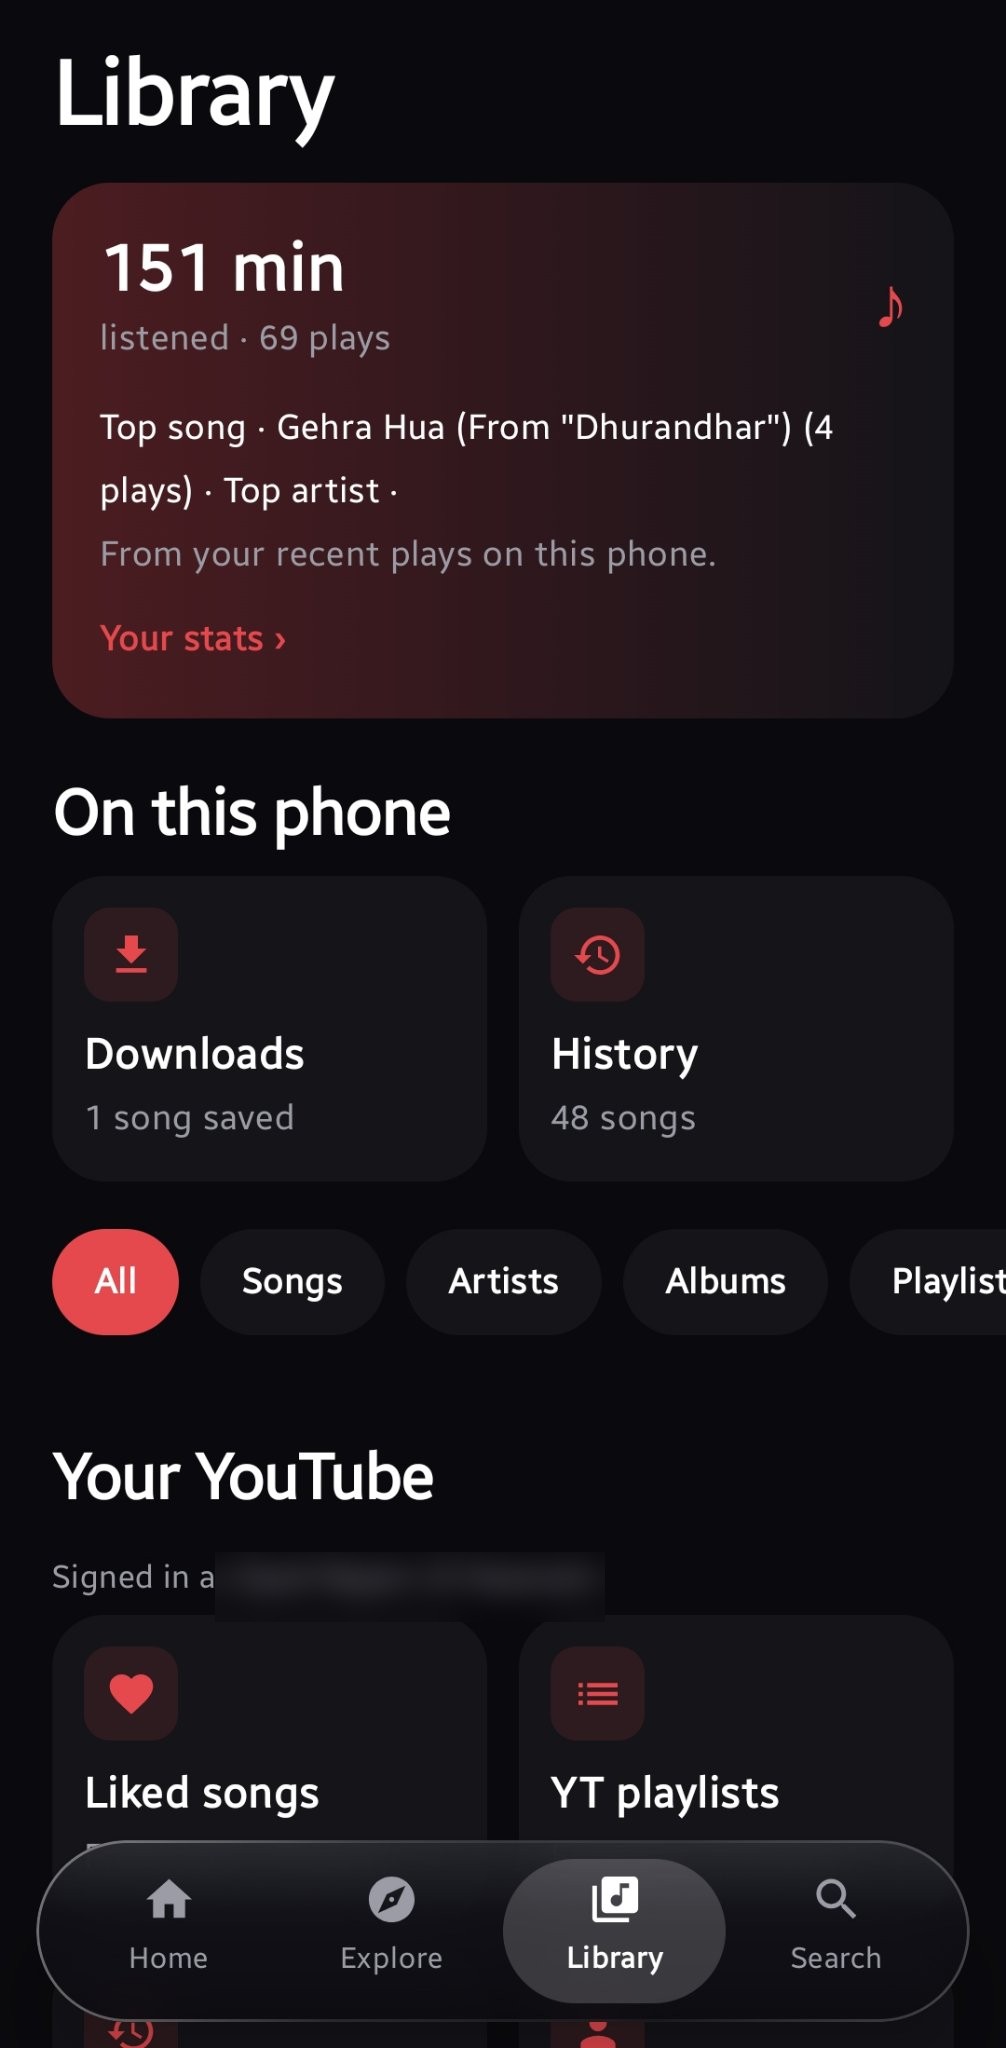 Library
151 min
listened · 69 plays
Top song · Gehra Hua (From "Dhurandhar") (4
plays) · Top artist ·
From your recent plays on this phone.
Your stats ›
On this phone
Downloads
1 song saved
History
48 songs
All
Songs
Artists
Albums
Playlist
Your YouTube
Signed in a
Liked songs
YT playlists
Home
Explore
Library
Search